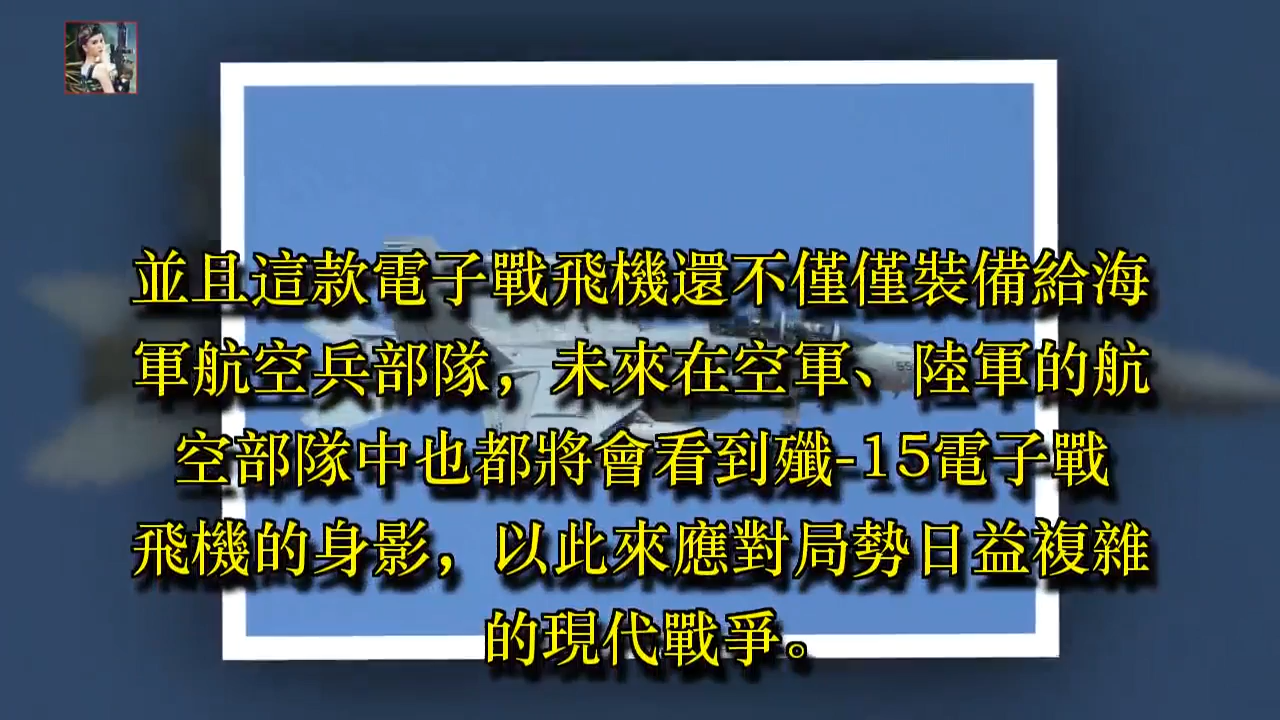 並且這款電子戰飛機還不僅僅裝備給海
軍航空兵部隊，未來在空軍、陸軍的航
空部隊中也都將會看到殲-15電子戰
飛機的身影，以此來應對局勢日益複雜
的現代戰爭。